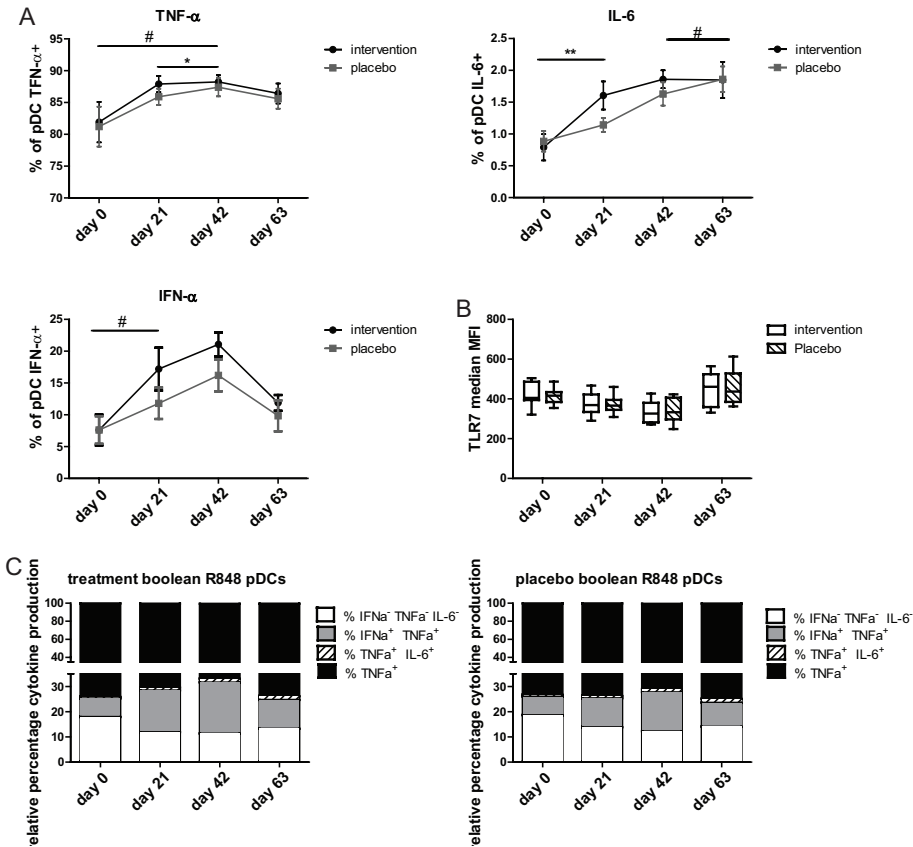 A
TNF-α
#
*
95
90
85
80
75
70
% of pDC TFN-α+
day 0
day 21
day 42
day 63
intervention
placebo
IL-6
#
**
2.5
2.0
1.5
1.0
0.5
0.0
% of pDC IL-6+
day 0
day 21
day 42
day 63
intervention
placebo
IFN-α
#
25
20
15
10
5
0
% of pDC IFN-α+
day 0
day 21
day 42
day 63
intervention
placebo
B
800
600
400
200
0
TLR7 median MFI
day 0
day 21
day 42
day 63
intervention
Placebo
C
treatment boolean R848 pDCs
100
80
60
40
30
20
10
0
relative percentage cytokine production
day 0
day 21
day 42
day 63
% IFNa⁻ TNFa⁻ IL-6⁻
% IFNa⁺ TNFa⁺
% TNFa⁺ IL-6⁺
% TNFa⁺
placebo boolean R848 pDCs
100
80
60
40
30
20
10
0
relative percentage cytokine production
day 0
day 21
day 42
day 63
% IFNa⁻ TNFa⁻ IL-6⁻
% IFNa⁺ TNFa⁺
% TNFa⁺ IL-6⁺
% TNFa⁺